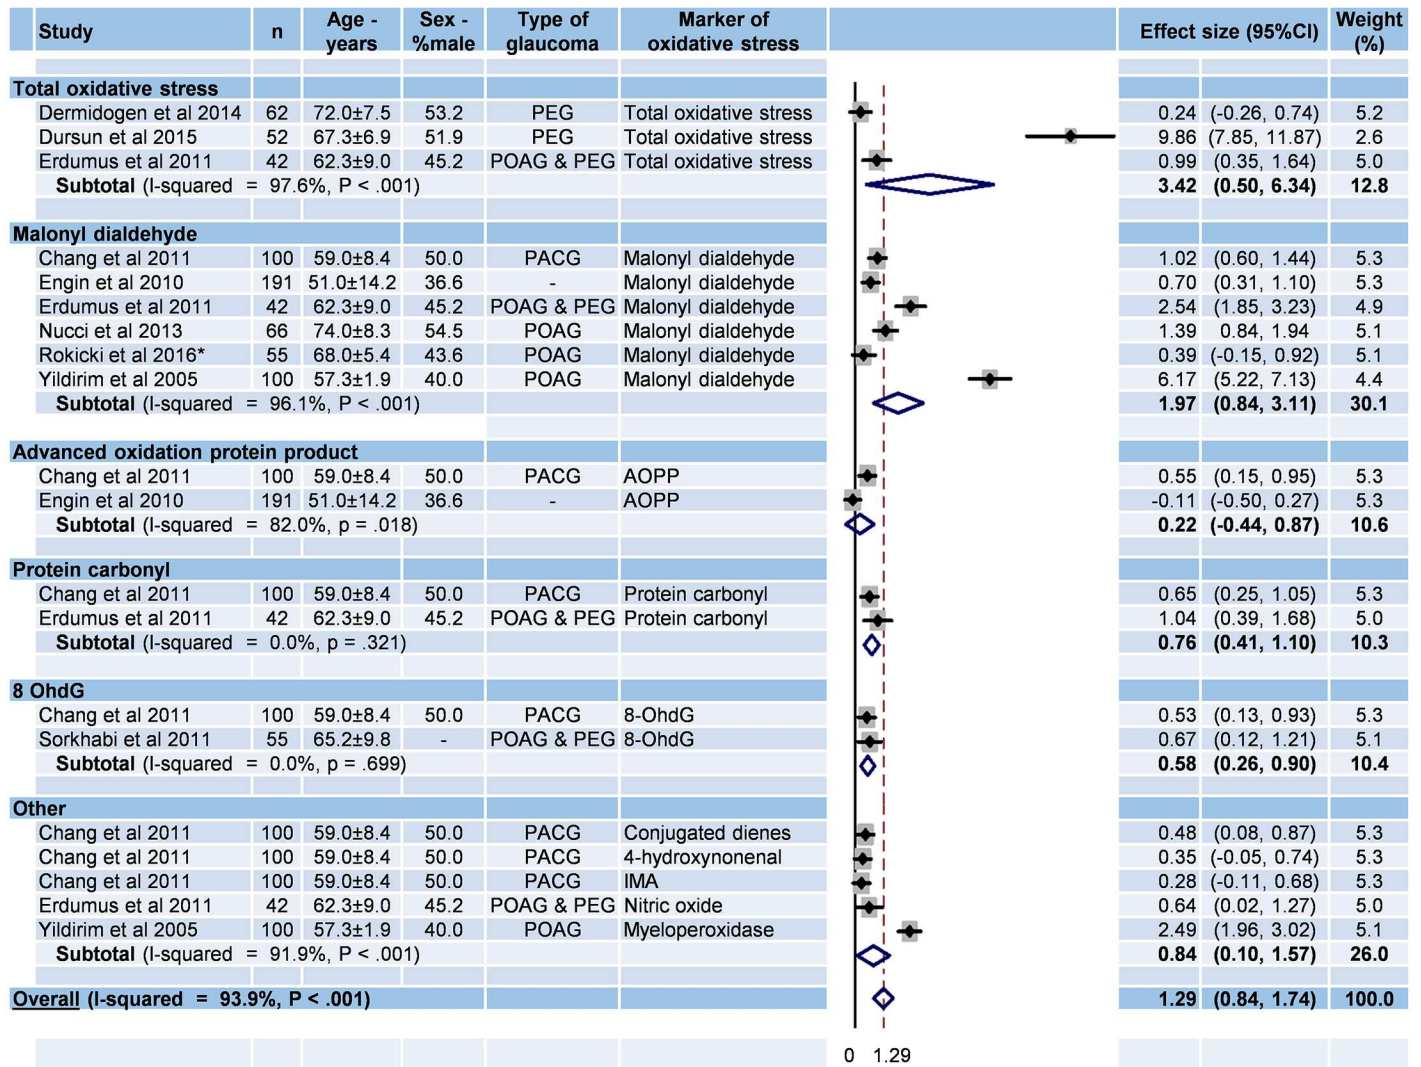 Study n Age - years Sex - %male Type of glaucoma Marker of oxidative stress Effect size (95%CI) Weight (%)
Total oxidative stress
Dermidogen et al 2014 62 72.0±7.5 53.2 PEG Total oxidative stress 0.24 (-0.26, 0.74) 5.2
Dursun et al 2015 52 67.3±6.9 51.9 PEG Total oxidative stress 9.86 (7.85, 11.87) 2.6
Erdumus et al 2011 42 62.3±9.0 45.2 POAG & PEG Total oxidative stress 0.99 (0.35, 1.64) 5.0
Subtotal (I-squared = 97.6%, P < .001) 3.42 (0.50, 6.34) 12.8
Malonyl dialdehyde
Chang et al 2011 100 59.0±8.4 50.0 PACG Malonyl dialdehyde 1.02 (0.60, 1.44) 5.3
Engin et al 2010 191 51.0±14.2 36.6 - Malonyl dialdehyde 0.70 (0.31, 1.10) 5.3
Erdumus et al 2011 42 62.3±9.0 45.2 POAG & PEG Malonyl dialdehyde 2.54 (1.85, 3.23) 4.9
Nucci et al 2013 66 74.0±8.3 54.5 POAG Malonyl dialdehyde 1.39 0.84, 1.94 5.1
Rokicki et al 2016* 55 68.0±5.4 43.6 POAG Malonyl dialdehyde 0.39 (-0.15, 0.92) 5.1
Yildirim et al 2005 100 57.3±1.9 40.0 POAG Malonyl dialdehyde 6.17 (5.22, 7.13) 4.4
Subtotal (I-squared = 96.1%, P < .001) 1.97 (0.84, 3.11) 30.1
Advanced oxidation protein product
Chang et al 2011 100 59.0±8.4 50.0 PACG AOPP 0.55 (0.15, 0.95) 5.3
Engin et al 2010 191 51.0±14.2 36.6 - AOPP -0.11 (-0.50, 0.27) 5.3
Subtotal (I-squared = 82.0%, p = .018) 0.22 (-0.44, 0.87) 10.6
Protein carbonyl
Chang et al 2011 100 59.0±8.4 50.0 PACG Protein carbonyl 0.65 (0.25, 1.05) 5.3
Erdumus et al 2011 42 62.3±9.0 45.2 POAG & PEG Protein carbonyl 1.04 (0.39, 1.68) 5.0
Subtotal (I-squared = 0.0%, p = .321) 0.76 (0.41, 1.10) 10.3
8 OhdG
Chang et al 2011 100 59.0±8.4 50.0 PACG 8-OhdG 0.53 (0.13, 0.93) 5.3
Sorkhabi et al 2011 55 65.2±9.8 - POAG & PEG 8-OhdG 0.67 (0.12, 1.21) 5.1
Subtotal (I-squared = 0.0%, p = .699) 0.58 (0.26, 0.90) 10.4
Other
Chang et al 2011 100 59.0±8.4 50.0 PACG Conjugated dienes 0.48 (0.08, 0.87) 5.3
Chang et al 2011 100 59.0±8.4 50.0 PACG 4-hydroxynonenal 0.35 (-0.05, 0.74) 5.3
Chang et al 2011 100 59.0±8.4 50.0 PACG IMA 0.28 (-0.11, 0.68) 5.3
Erdumus et al 2011 42 62.3±9.0 45.2 POAG & PEG Nitric oxide 0.64 (0.02, 1.27) 5.0
Yildirim et al 2005 100 57.3±1.9 40.0 POAG Myeloperoxidase 2.49 (1.96, 3.02) 5.1
Subtotal (I-squared = 91.9%, P < .001) 0.84 (0.10, 1.57) 26.0
Overall (I-squared = 93.9%, P < .001) 1.29 (0.84, 1.74) 100.0
0 1.29